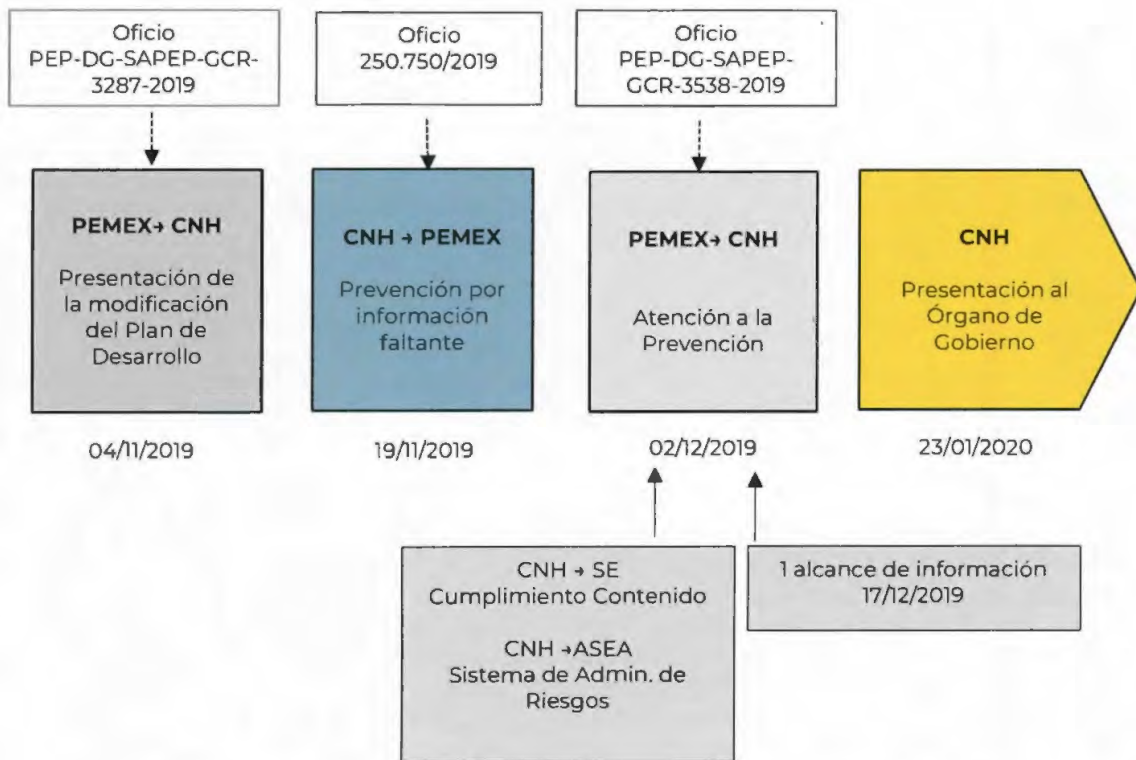 Oficio
PEP-DG-SAPEP-GCR-
3287-2019
Oficio
250.750/2019
Oficio
PEP-DG-SAPEP-
GCR-3538-2019
PEMEX→ CNH
Presentación de
la modificación
del Plan de
Desarrollo
CNH → PEMEX
Prevención por
información
faltante
PEMEX→ CNH
Atención a la
Prevención
CNH
Presentación al
Órgano de
Gobierno
04/11/2019
19/11/2019
02/12/2019
23/01/2020
CNH → SE
Cumplimiento Contenido
CNH →ASEA
Sistema de Admin. de
Riesgos
1 alcance de información
17/12/2019